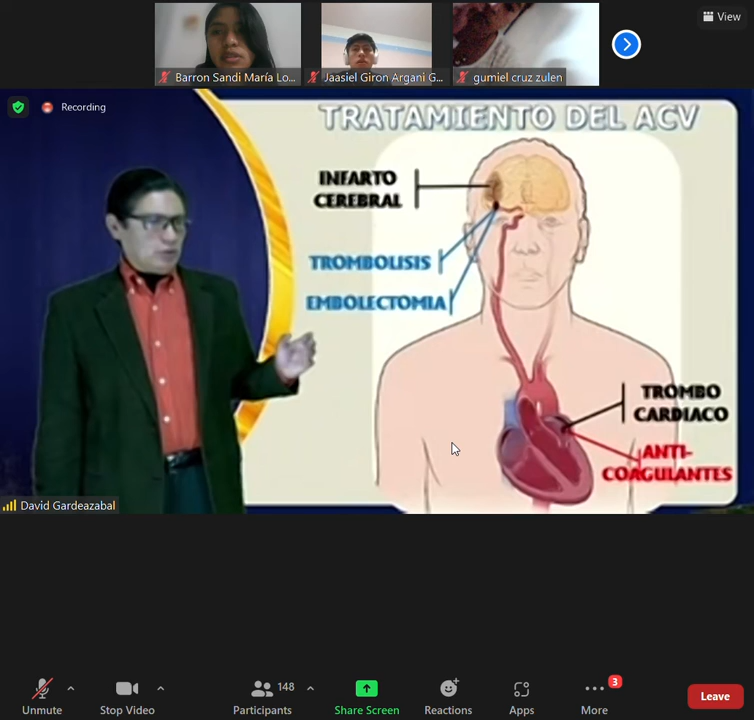 View
Barron Sandi María Lo...
Jaasiel Giron Argani G...
gumiel cruz zulen
Recording
TRATAMIENTO DEL ACV
INFARTO
CEREBRAL
TROMBOLISIS
EMBOLECTOMIA
TROMBO
CARDIACO
ANTI-
COAGULANTES
David Gardeazabal
Unmute
Stop Video
148
Participants
Share Screen
Reactions
Apps
3
More
Leave